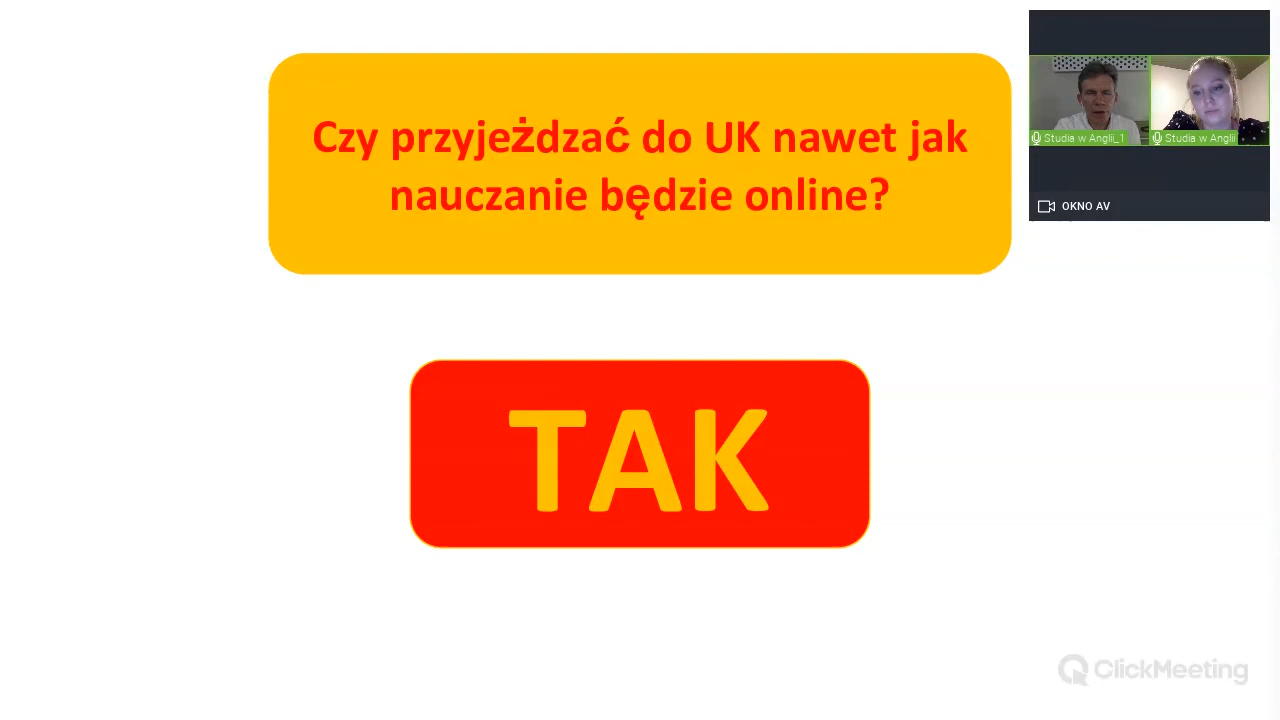 Czy przyjeżdzać do UK nawet jak
nauczanie będzie online?
TAK
Studia w Anglii_1
Studia w Anglii
OKNO AV
ClickMeeting